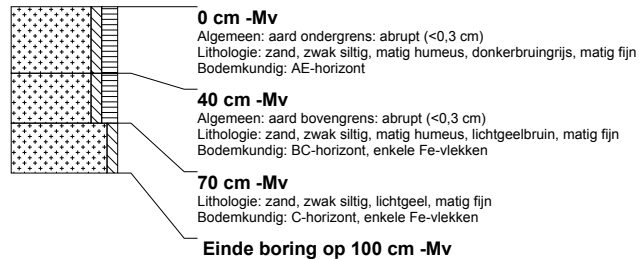 0 cm -Mv
Algemeen: aard ondergrens: abrupt (<0,3 cm)
Lithologie: zand, zwak siltig, matig humeus, donkerbruingrijs, matig fijn
Bodemkundig: AE-horizont
40 cm -Mv
Algemeen: aard bovengrens: abrupt (<0,3 cm)
Lithologie: zand, zwak siltig, matig humeus, lichtgeelbruin, matig fijn
Bodemkundig: BC-horizont, enkele Fe-vlekken
70 cm -Mv
Lithologie: zand, zwak siltig, lichtgeel, matig fijn
Bodemkundig: C-horizont, enkele Fe-vlekken
Einde boring op 100 cm -Mv